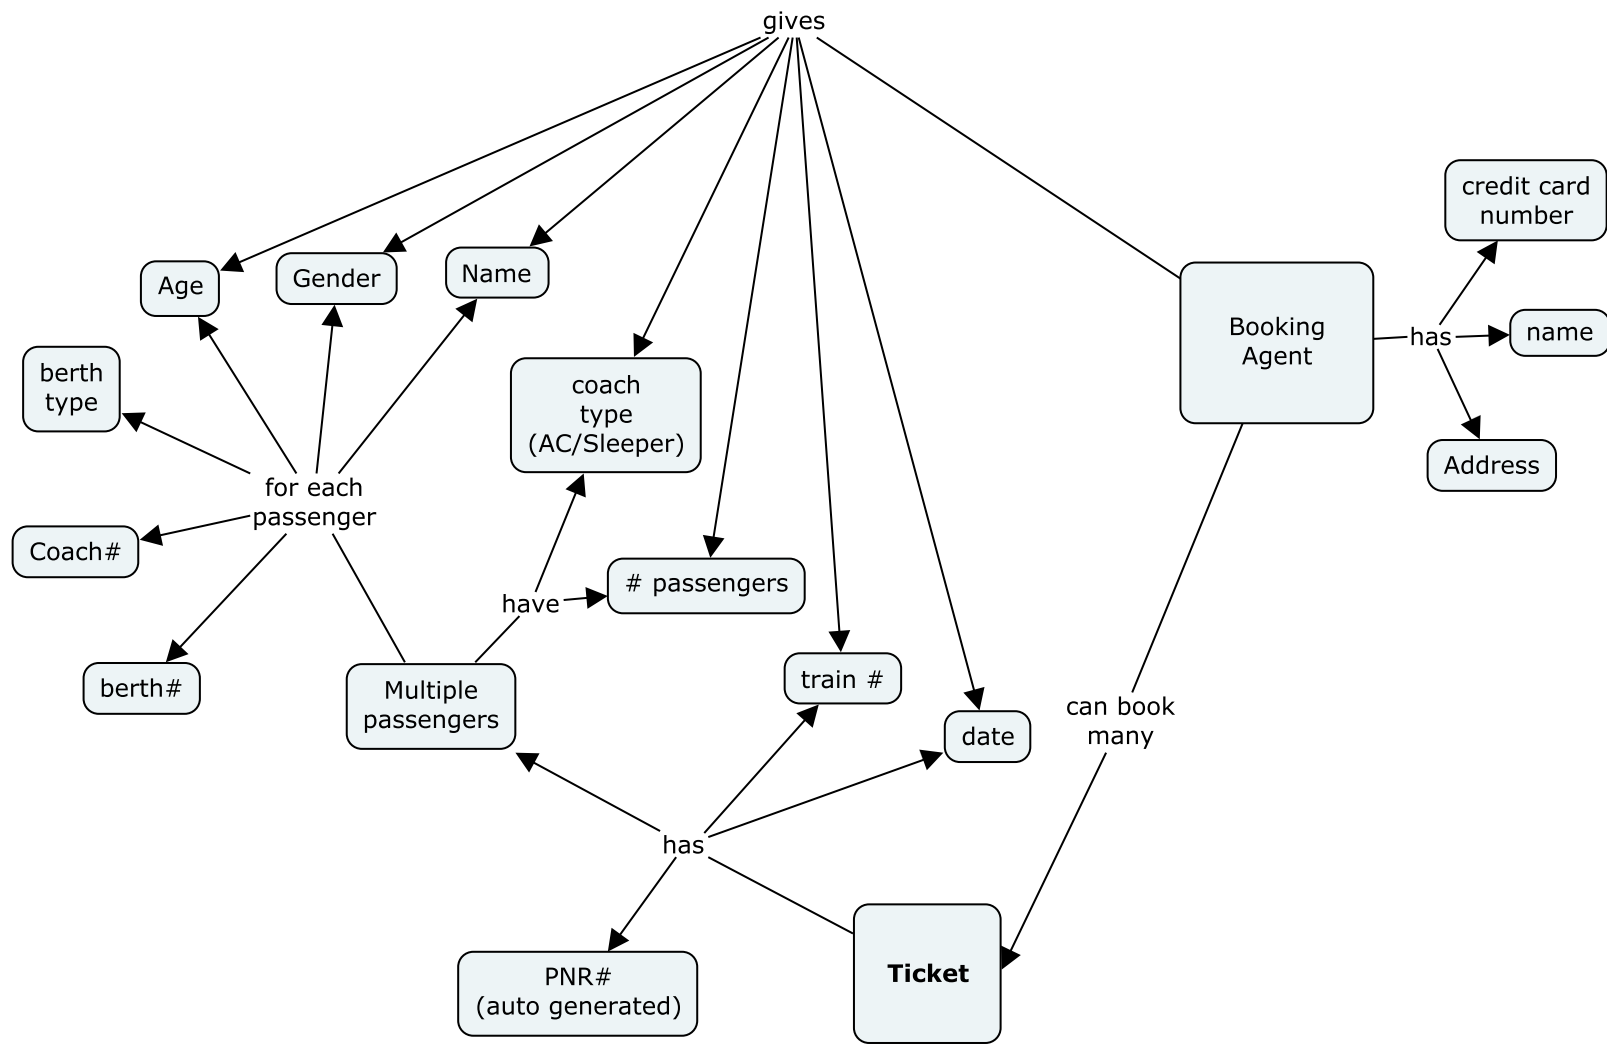 gives
credit card
number
Age
Gender
Name
Booking
Agent
has
name
berth
type
coach
type
(AC/Sleeper)
Address
for each
passenger
Coach#
have
# passengers
berth#
Multiple
passengers
train #
date
can book
many
has
PNR#
(auto generated)
Ticket